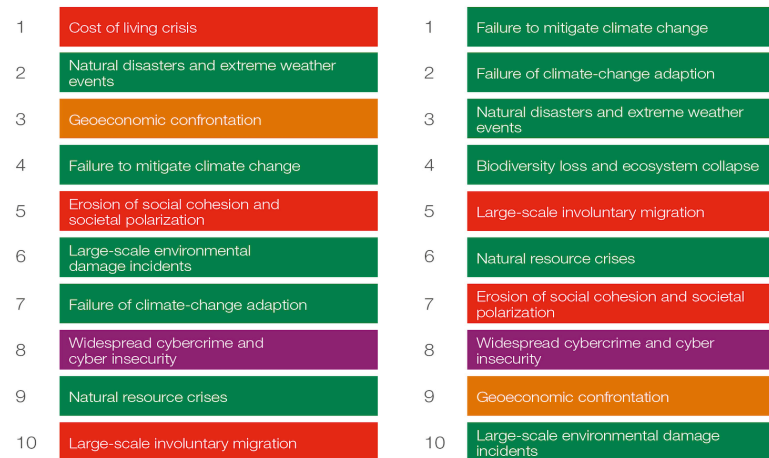 1
Cost of living crisis
2
Natural disasters and extreme weather
events
3
Geoeconomic confrontation
4
Failure to mitigate climate change
5
Erosion of social cohesion and
societal polarization
6
Large-scale environmental
damage incidents
7
Failure of climate-change adaption
8
Widespread cybercrime and
cyber insecurity
9
Natural resource crises
10
Large-scale involuntary migration
1
Failure to mitigate climate change
2
Failure of climate-change adaption
3
Natural disasters and extreme weather
events
4
Biodiversity loss and ecosystem collapse
5
Large-scale involuntary migration
6
Natural resource crises
7
Erosion of social cohesion and societal
polarization
8
Widespread cybercrime and cyber
insecurity
9
Geoeconomic confrontation
10
Large-scale environmental damage
incidents